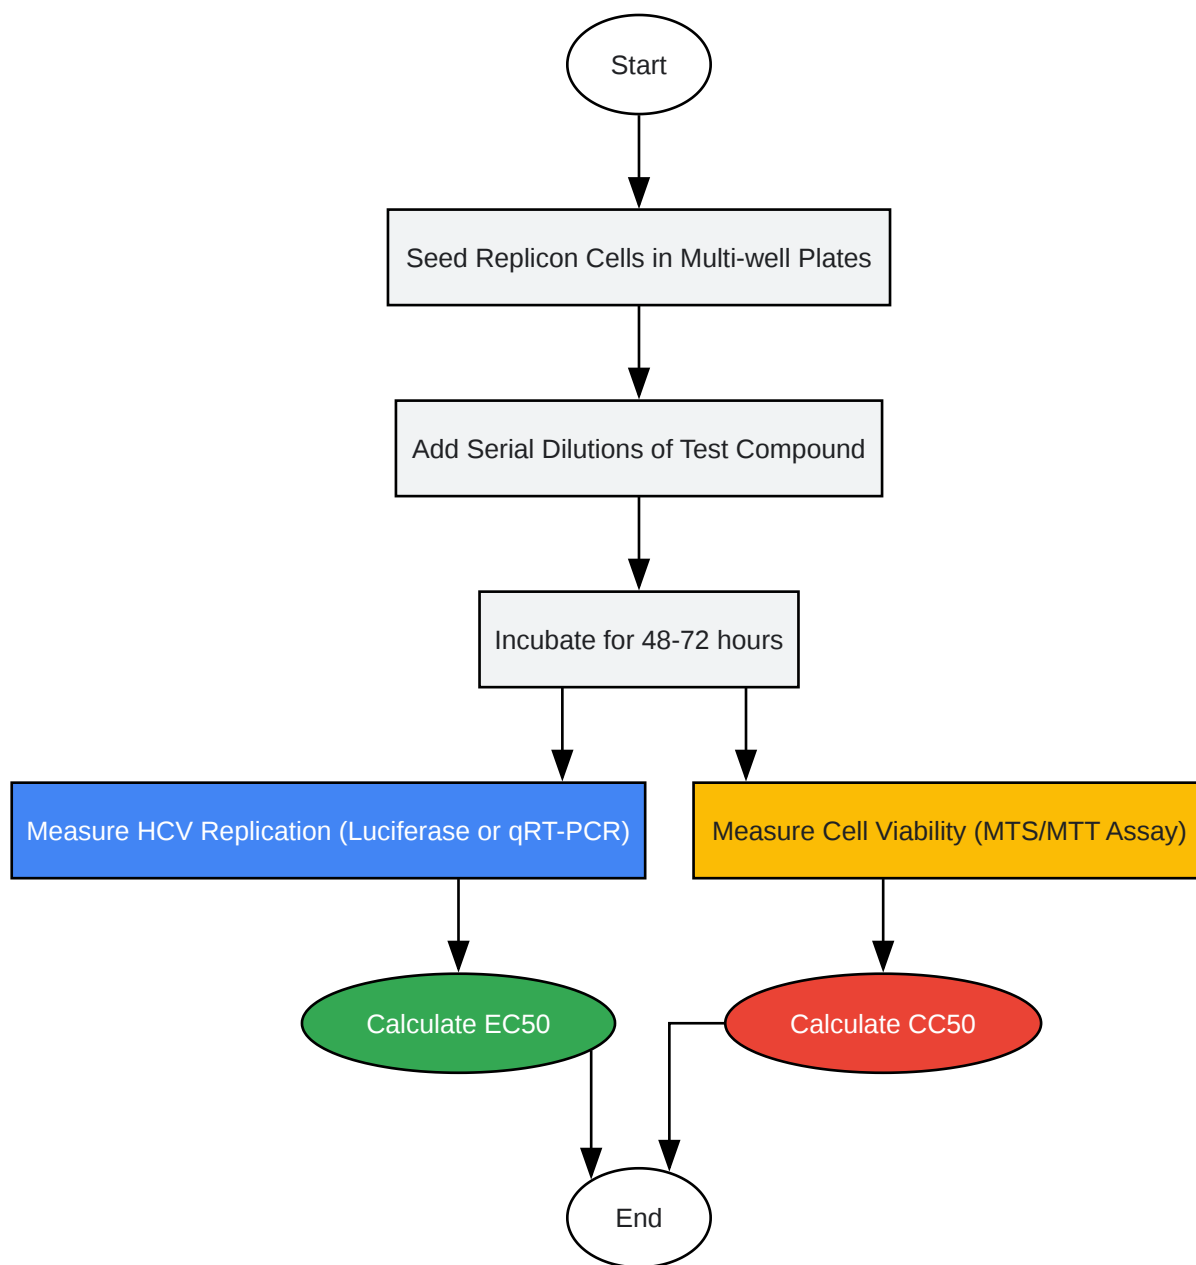 Start
Seed Replicon Cells in Multi-well Plates
Add Serial Dilutions of Test Compound
Incubate for 48-72 hours
Measure HCV Replication (Luciferase or qRT-PCR)
Measure Cell Viability (MTS/MTT Assay)
Calculate EC50
Calculate CC50
End